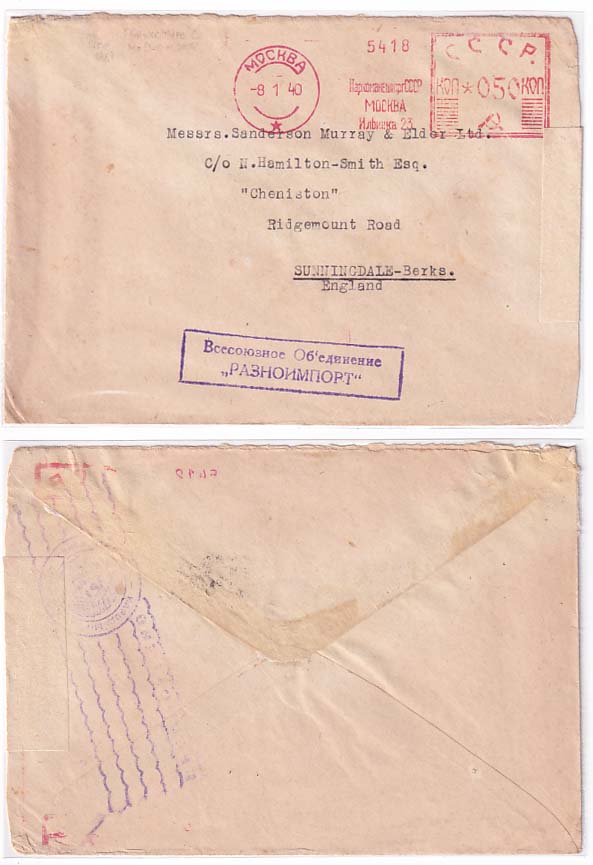 5418
МОСКВА
-8 1 40
НаркомвнешторгСССР
МОСКВА
Ильинка 23.
С С С Р.
КОП ★ 050 КОП
Messrs.Sanderson Murray & Elder Ltd.
C/o N.Hamilton-Smith Esq.
"Cheniston"
Ridgemount Road
SUNNINGDALE-Berks.
England
Всесоюзное Об'единение
„РАЗНОИМПОРТ“